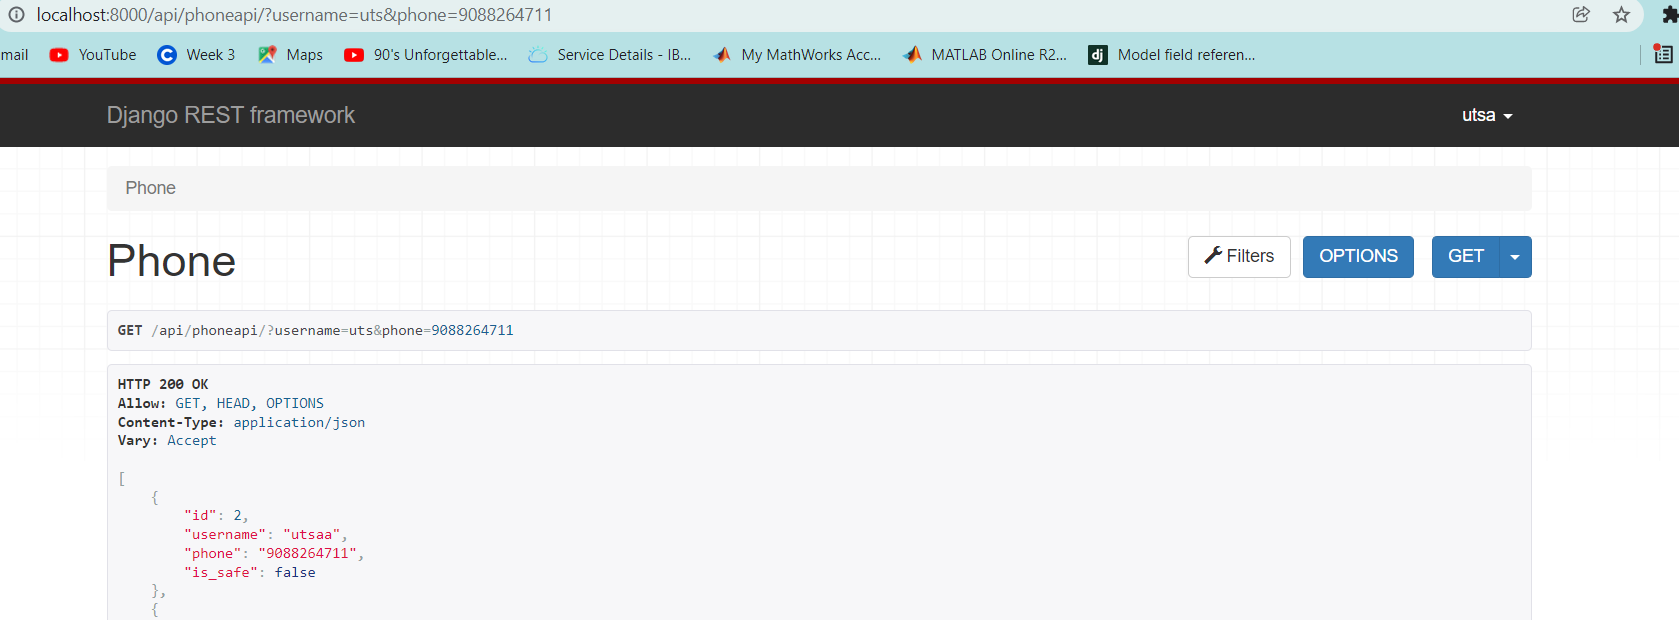 localhost:8000/api/phoneapi/?username=uts&phone=9088264711
mail YouTube Week 3 Maps 90's Unforgettable... Service Details - IB... My MathWorks Acc... MATLAB Online R2... dj Model field referen...
Django REST framework utsa
Phone
Phone Filters OPTIONS GET
GET /api/phoneapi/?username=uts&phone=9088264711
HTTP 200 OK
Allow: GET, HEAD, OPTIONS
Content-Type: application/json
Vary: Accept
[
{
"id": 2,
"username": "utsaa",
"phone": "9088264711",
"is_safe": false
},
{